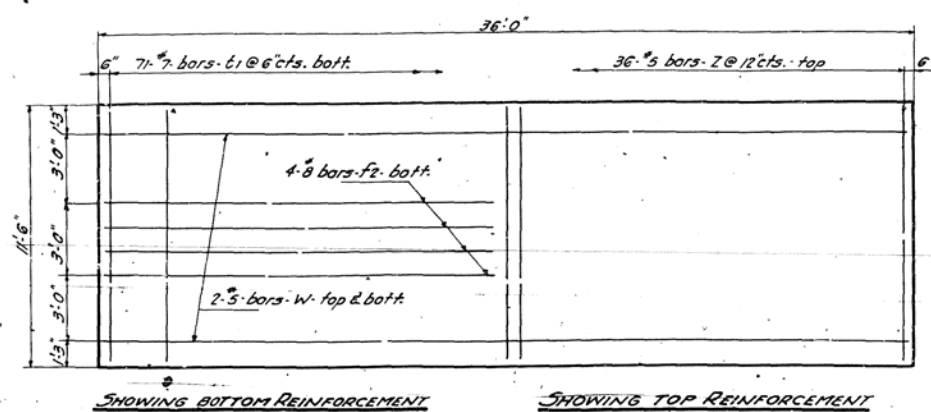 36'-0"
6" 71-#7-bars-t1@6"cts. bott.
36-#5 bars-Z@12"cts.-top 6"
1'-3"
3'-0"
3'-0"
3'-0"
1'-3"
11'-6"
4-#8 bars-f2-bott.
2-#5-bars-W-top & bott.
SHOWING BOTTOM REINFORCEMENT
SHOWING TOP REINFORCEMENT